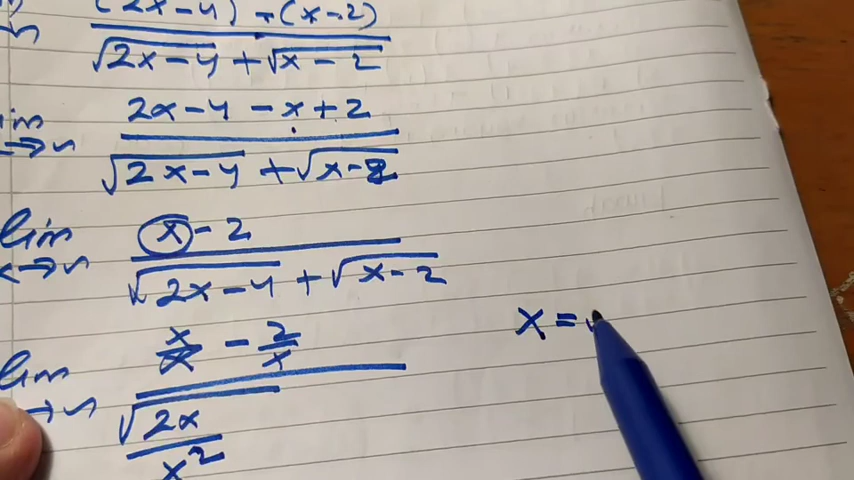 (2x-4) - (x-2)
√2x-4 + √x-2
lim 2x-4 - x + 2
√2x-4 + √x-2
lim x - 2
x→∞ √2x-4 + √x-2
lim x/x - 2/x
√2x/x² x =